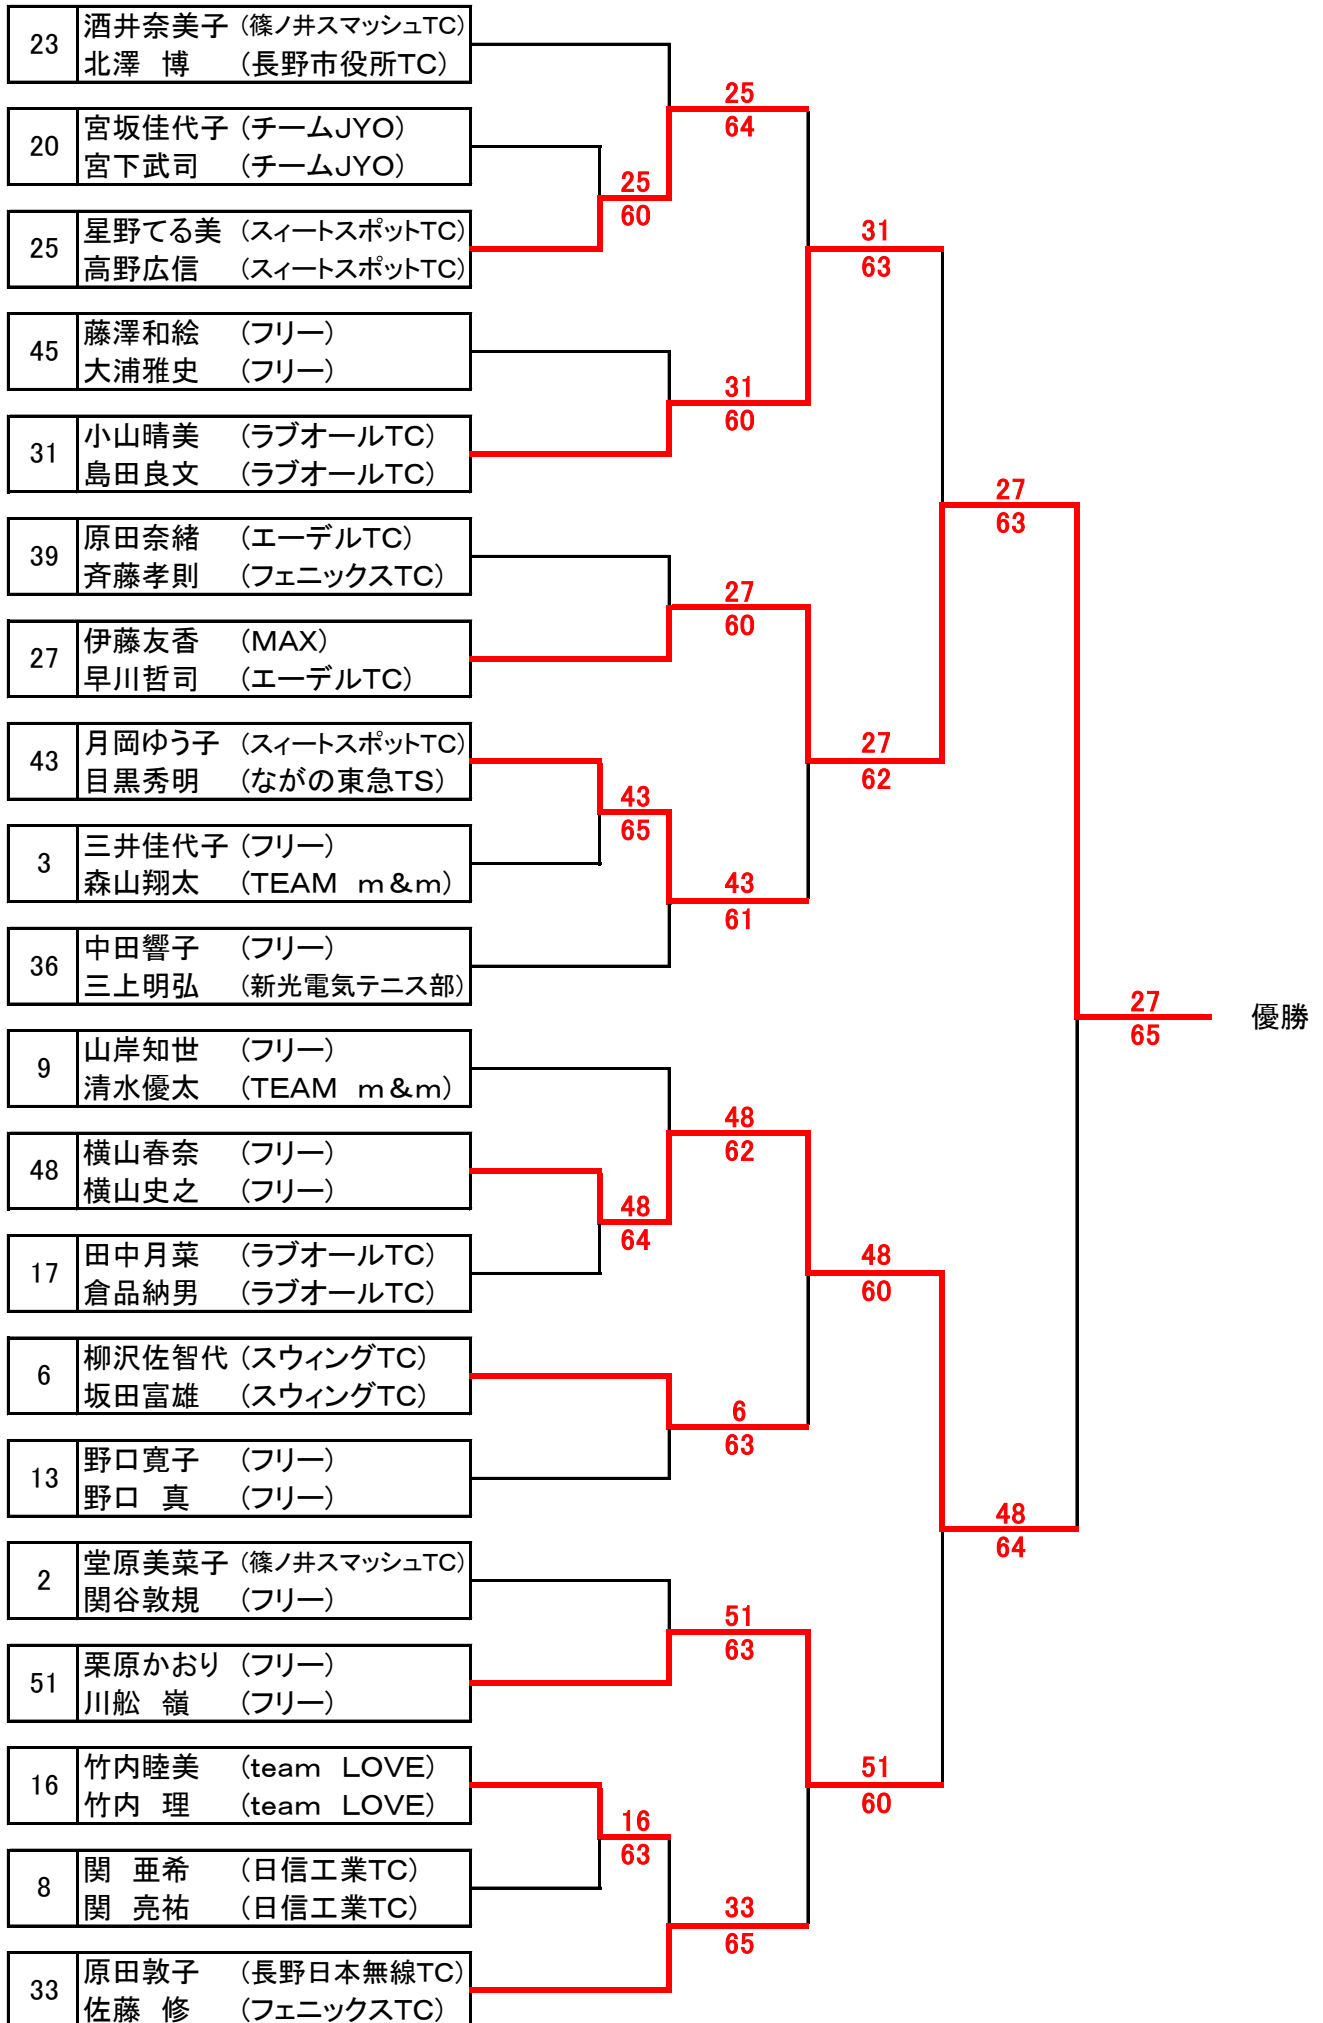 23 酒井奈美子 (篠ノ井スマッシュTC)
北澤　博 (長野市役所TC)
25
64
20 宮坂佳代子 (チームJYO)
宮下武司 (チームJYO)
25
60
25 星野てる美 (スィートスポットTC)
高野広信 (スィートスポットTC)
31
63
45 藤澤和絵 (フリー)
大浦雅史 (フリー)
31
60
31 小山晴美 (ラブオールTC)
島田良文 (ラブオールTC)
27
63
39 原田奈緒 (エーデルTC)
斉藤孝則 (フェニックスTC)
27
60
27 伊藤友香 (MAX)
早川哲司 (エーデルTC)
43 月岡ゆう子 (スィートスポットTC)
目黒秀明 (ながの東急TS)
27
62
43
65
3 三井佳代子 (フリー)
森山翔太 (TEAM　m&m)
43
61
36 中田響子 (フリー)
三上明弘 (新光電気テニス部)
27
65
優勝
9 山岸知世 (フリー)
清水優太 (TEAM　m&m)
48
62
48 横山春奈 (フリー)
横山史之 (フリー)
48
64
17 田中月菜 (ラブオールTC)
倉品納男 (ラブオールTC)
48
60
6 柳沢佐智代 (スウィングTC)
坂田富雄 (スウィングTC)
6
63
13 野口寛子 (フリー)
野口　真 (フリー)
48
64
2 堂原美菜子 (篠ノ井スマッシュTC)
関谷敦規 (フリー)
51
63
51 栗原かおり (フリー)
川舩　嶺 (フリー)
16 竹内睦美 (team　LOVE)
竹内　理 (team　LOVE)
51
60
16
63
8 関　亜希 (日信工業TC)
関　亮祐 (日信工業TC)
33
65
33 原田敦子 (長野日本無線TC)
佐藤　修 (フェニックスTC)